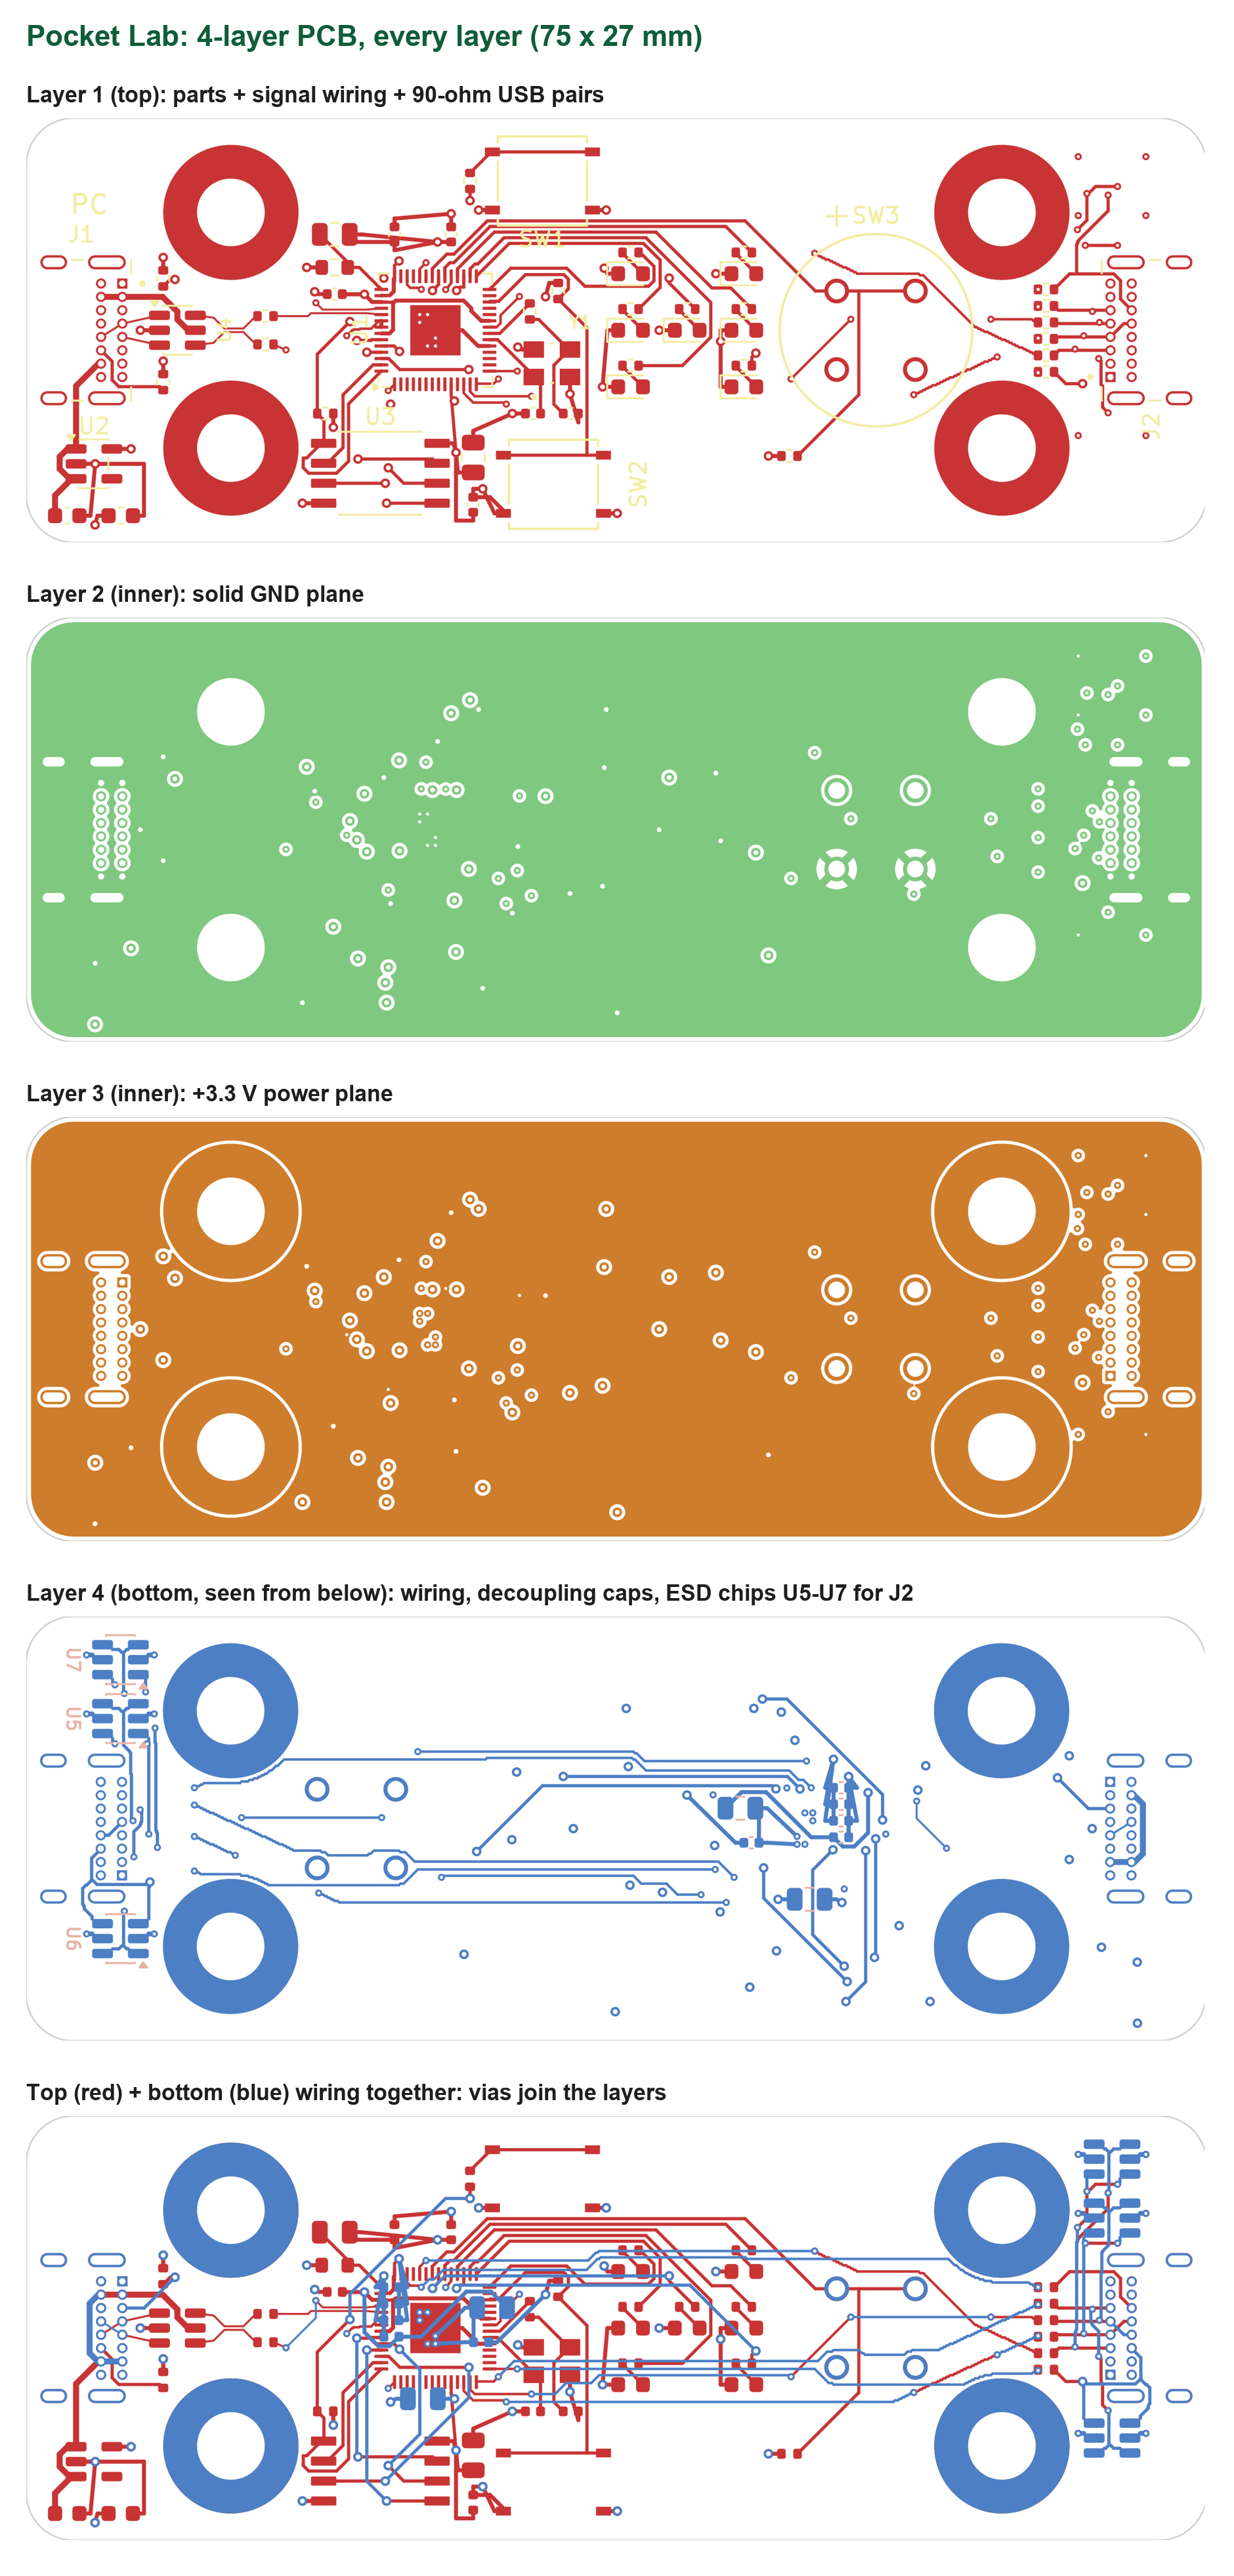 Pocket Lab: 4-layer PCB, every layer (75 x 27 mm)
Layer 1 (top): parts + signal wiring + 90-ohm USB pairs
PC
J1
SW1
SW3
U4
Y1
U3
U2
SW2
J2
Layer 2 (inner): solid GND plane
Layer 3 (inner): +3.3 V power plane
Layer 4 (bottom, seen from below): wiring, decoupling caps, ESD chips U5-U7 for J2
U7
U5
U6
Top (red) + bottom (blue) wiring together: vias join the layers